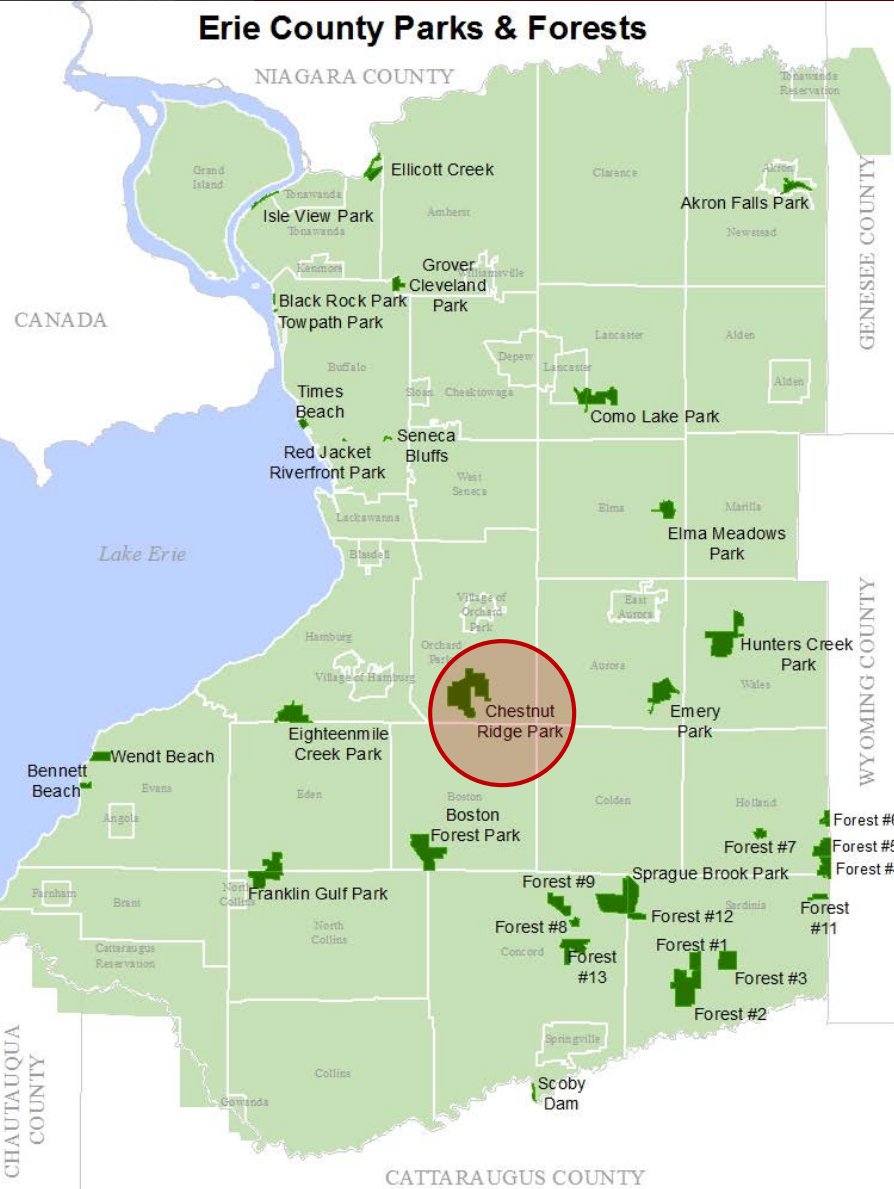 Erie County Parks & Forests
NIAGARA COUNTY
Tonawanda
Reservation
Grand
Island
Ellicott Creek
Clarence
Akron
Tonawanda
Akron Falls Park
Isle View Park
Amherst
Tonawanda
Newstead
GENESEE COUNTY
Kenmore
Grover
Cleveland
Park
Williamsville
Black Rock Park
Towpath Park
CANADA
Lancaster
Alden
Depew
Buffalo
Lancaster
Alden
Times
Beach
Sloan
Cheektowaga
Como Lake Park
Seneca
Bluffs
Red Jacket
Riverfront Park
West
Seneca
Elma
Marilla
Lackawanna
Elma Meadows
Park
Lake Erie
Blasdell
Village of
Orchard
Park
East
Aurora
Hamburg
Orchard
Park
Hunters Creek
Park
Village of Hamburg
Aurora
Wales
WYOMING COUNTY
Chestnut
Ridge Park
Emery
Park
Eighteenmile
Creek Park
Wendt Beach
Bennett
Beach
Evans
Eden
Boston
Colden
Holland
Angola
Boston
Forest Park
Forest #6
Forest #7
Forest #5
Forest #
Sprague Brook Park
Forest #9
Farnham
North
Collins
Franklin Gulf Park
Brant
Sardinia
Forest
#11
Forest #12
Forest #8
North
Collins
Cattaraugus
Reservation
Concord
Forest
#13
Forest #1
Forest #3
Forest #2
Springville
CHAUTAUQUA
COUNTY
Collins
Scoby
Dam
Gowanda
CATTARAUGUS COUNTY